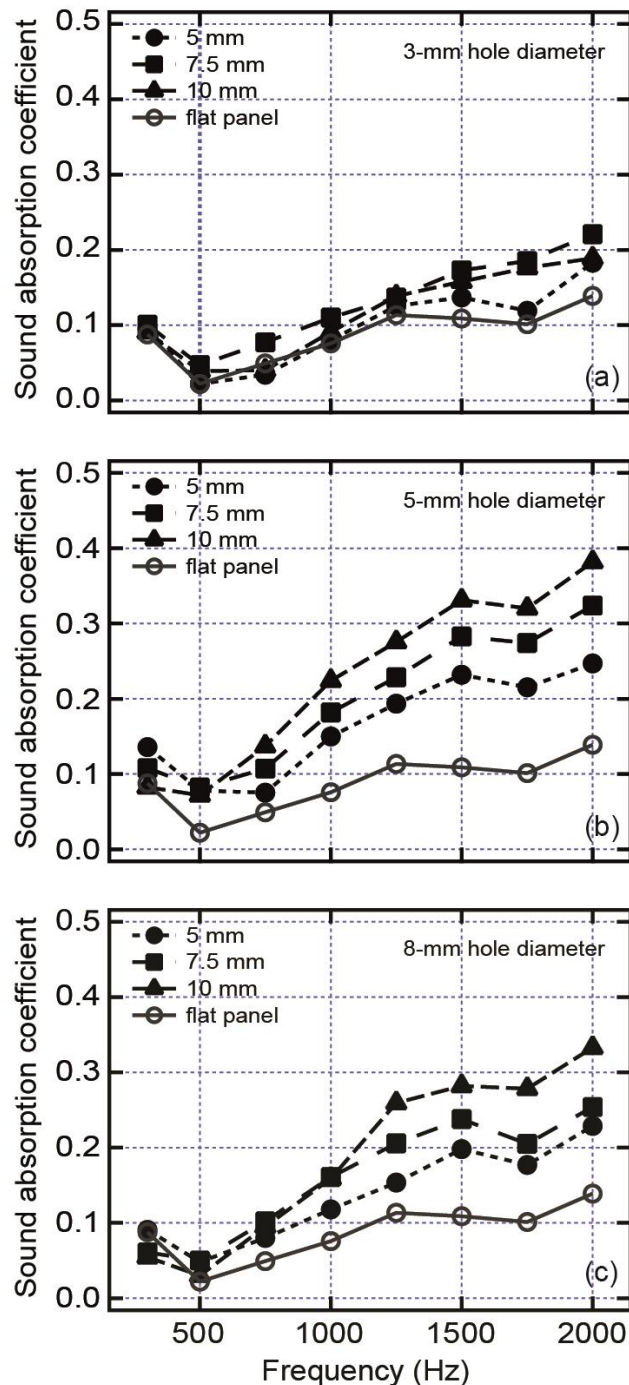 Sound absorption coefficient
0.5
0.4
0.3
0.2
0.1
0.0
5 mm
7.5 mm
10 mm
flat panel
3-mm hole diameter
(a)
Sound absorption coefficient
0.5
0.4
0.3
0.2
0.1
0.0
5 mm
7.5 mm
10 mm
flat panel
5-mm hole diameter
(b)
Sound absorption coefficient
0.5
0.4
0.3
0.2
0.1
0.0
5 mm
7.5 mm
10 mm
flat panel
8-mm hole diameter
(c)
500 1000 1500 2000
Frequency (Hz)